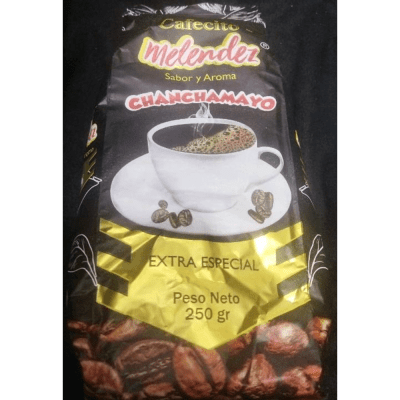 Cafecito
Melendez®
Sabor y Aroma
CHANCHAMAYO
EXTRA ESPECIAL
Peso Neto
250 gr